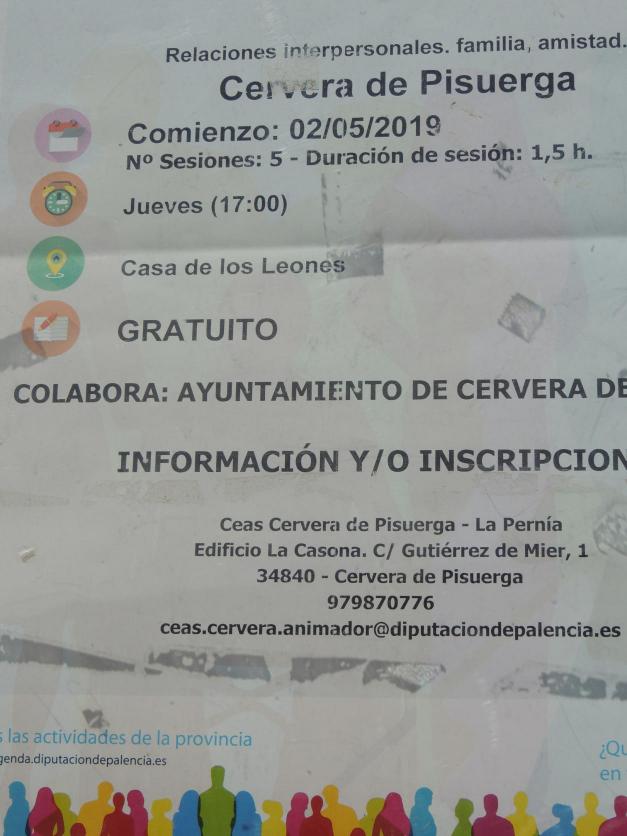 Relaciones interpersonales. familia, amistad.
Cervera de Pisuerga
Comienzo: 02/05/2019
Nº Sesiones: 5 - Duración de sesión: 1,5 h.
Jueves (17:00)
Casa de los Leones
GRATUITO
COLABORA: AYUNTAMIENTO DE CERVERA DE
INFORMACIÓN Y/O INSCRIPCION
Ceas Cervera de Pisuerga - La Pernía
Edificio La Casona. C/ Gutiérrez de Mier, 1
34840 - Cervera de Pisuerga
979870776
ceas.cervera.animador@diputaciondepalencia.es
s las actividades de la provincia
genda.diputaciondepalencia.es
¿Qu
en